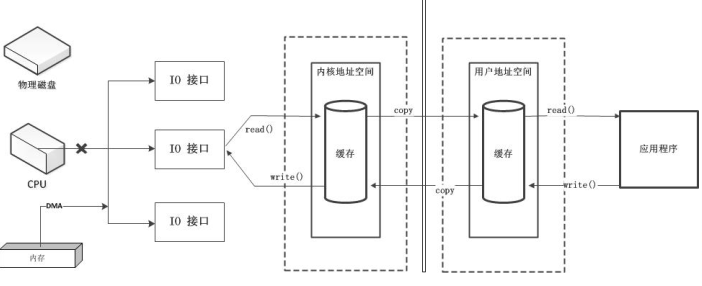 物理磁盘
CPU
DMA
内存
IO 接口
IO 接口
IO 接口
read()
write()
内核地址空间
缓存
copy
copy
用户地址空间
缓存
read()
write()
应用程序